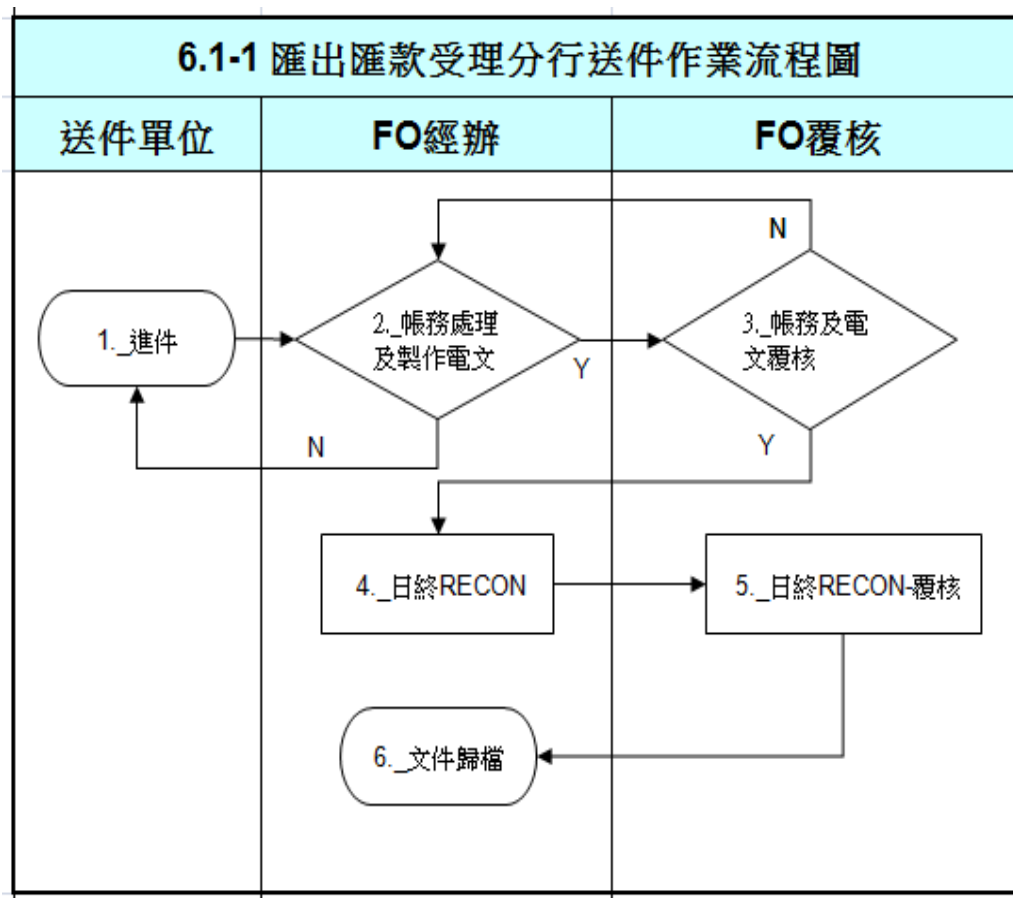 6.1-1 匯出匯款受理分行送件作業流程圖
送件單位
FO經辦
FO覆核
N
1._進件
2._帳務處理
及製作電文
Y
3._帳務及電
文覆核
N
Y
4._日終RECON
5._日終RECON-覆核
6._文件歸檔